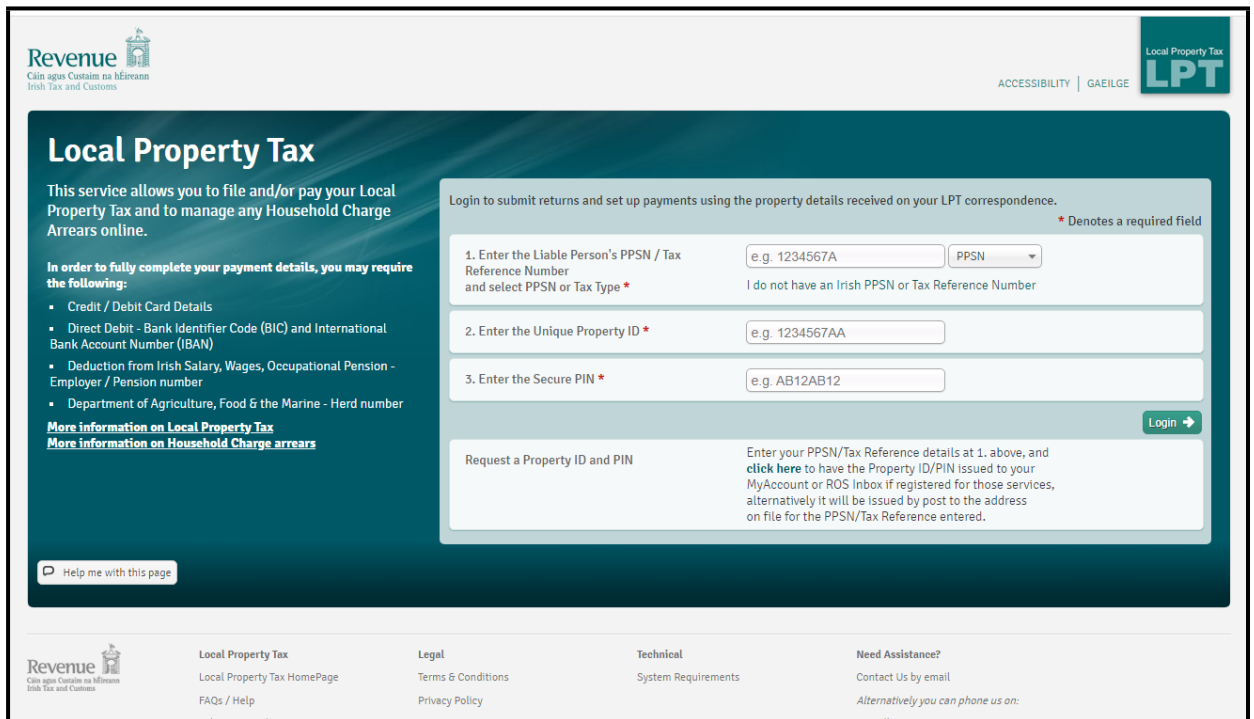 Revenue
Cáin agus Custaim na hÉireann
Irish Tax and Customs
ACCESSIBILITY | GAEILGE
Local Property Tax
LPT
Local Property Tax
This service allows you to file and/or pay your Local
Property Tax and to manage any Household Charge
Arrears online.
In order to fully complete your payment details, you may require
the following:
▪ Credit / Debit Card Details
▪ Direct Debit - Bank Identifier Code (BIC) and International
Bank Account Number (IBAN)
▪ Deduction from Irish Salary, Wages, Occupational Pension -
Employer / Pension number
▪ Department of Agriculture, Food & the Marine - Herd number
More information on Local Property Tax
More information on Household Charge arrears
Help me with this page
Login to submit returns and set up payments using the property details received on your LPT correspondence.
* Denotes a required field
1. Enter the Liable Person's PPSN / Tax
Reference Number
and select PPSN or Tax Type *
e.g. 1234567A
PPSN
I do not have an Irish PPSN or Tax Reference Number
2. Enter the Unique Property ID *
e.g. 1234567AA
3. Enter the Secure PIN *
e.g. AB12AB12
Login
Request a Property ID and PIN
Enter your PPSN/Tax Reference details at 1. above, and
click here to have the Property ID/PIN issued to your
MyAccount or ROS Inbox if registered for those services,
alternatively it will be issued by post to the address
on file for the PPSN/Tax Reference entered.
Revenue
Cáin agus Custaim na hÉireann
Irish Tax and Customs
Local Property Tax
Local Property Tax HomePage
FAQs / Help
Legal
Terms & Conditions
Privacy Policy
Technical
System Requirements
Need Assistance?
Contact Us by email
Alternatively you can phone us on: